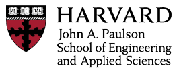 HARVARD
John A. Paulson
School of Engineering
and Applied Sciences